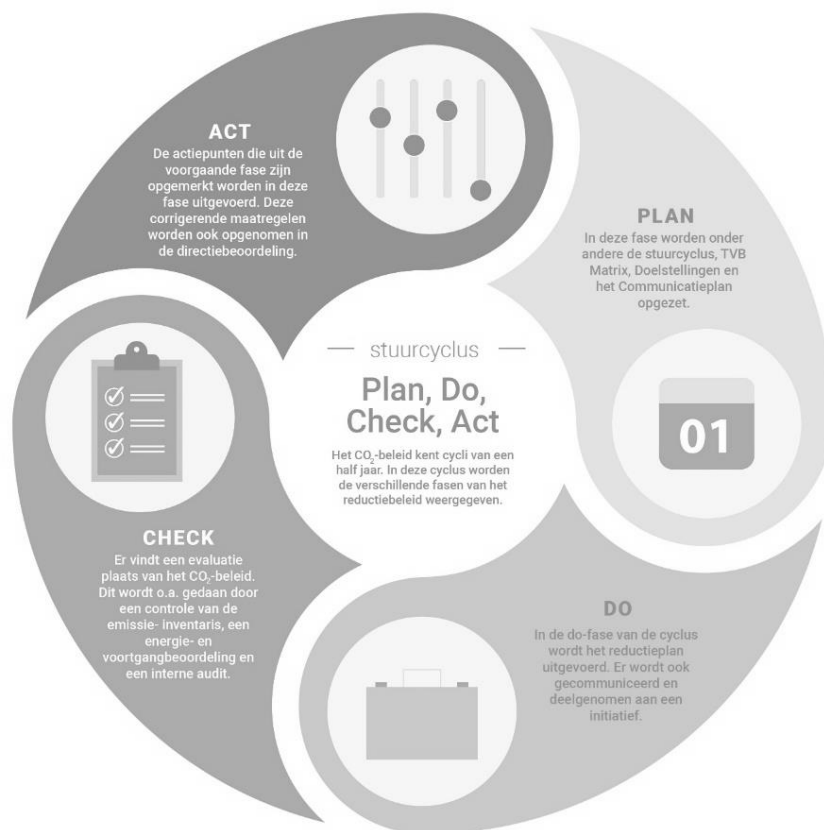 ACT
De actiepunten die uit de
voorgaande fase zijn
opgemerkt worden in deze
fase uitgevoerd. Deze
corrigerende maatregelen
worden ook opgenomen in
de directiebeoordeling.
PLAN
In deze fase worden onder
andere de stuurcyclus, TVB
Matrix, Doelstellingen en
het Communicatieplan
opgezet.
01
stuurcyclus
Plan, Do,
Check, Act
Het CO₂-beleid kent cycli van een
half jaar. In deze cyclus worden
de verschillende fasen van het
reductiebeleid weergegeven.
CHECK
Er vindt een evaluatie
plaats van het CO₂-beleid.
Dit wordt o.a. gedaan door
een controle van de
emissie- inventaris, een
energie- en
voortgangbeoordeling en
een interne audit.
DO
In de do-fase van de cyclus
wordt het reductieplan
uitgevoerd. Er wordt ook
gecommuniceerd en
deelgenomen aan een
initiatief.